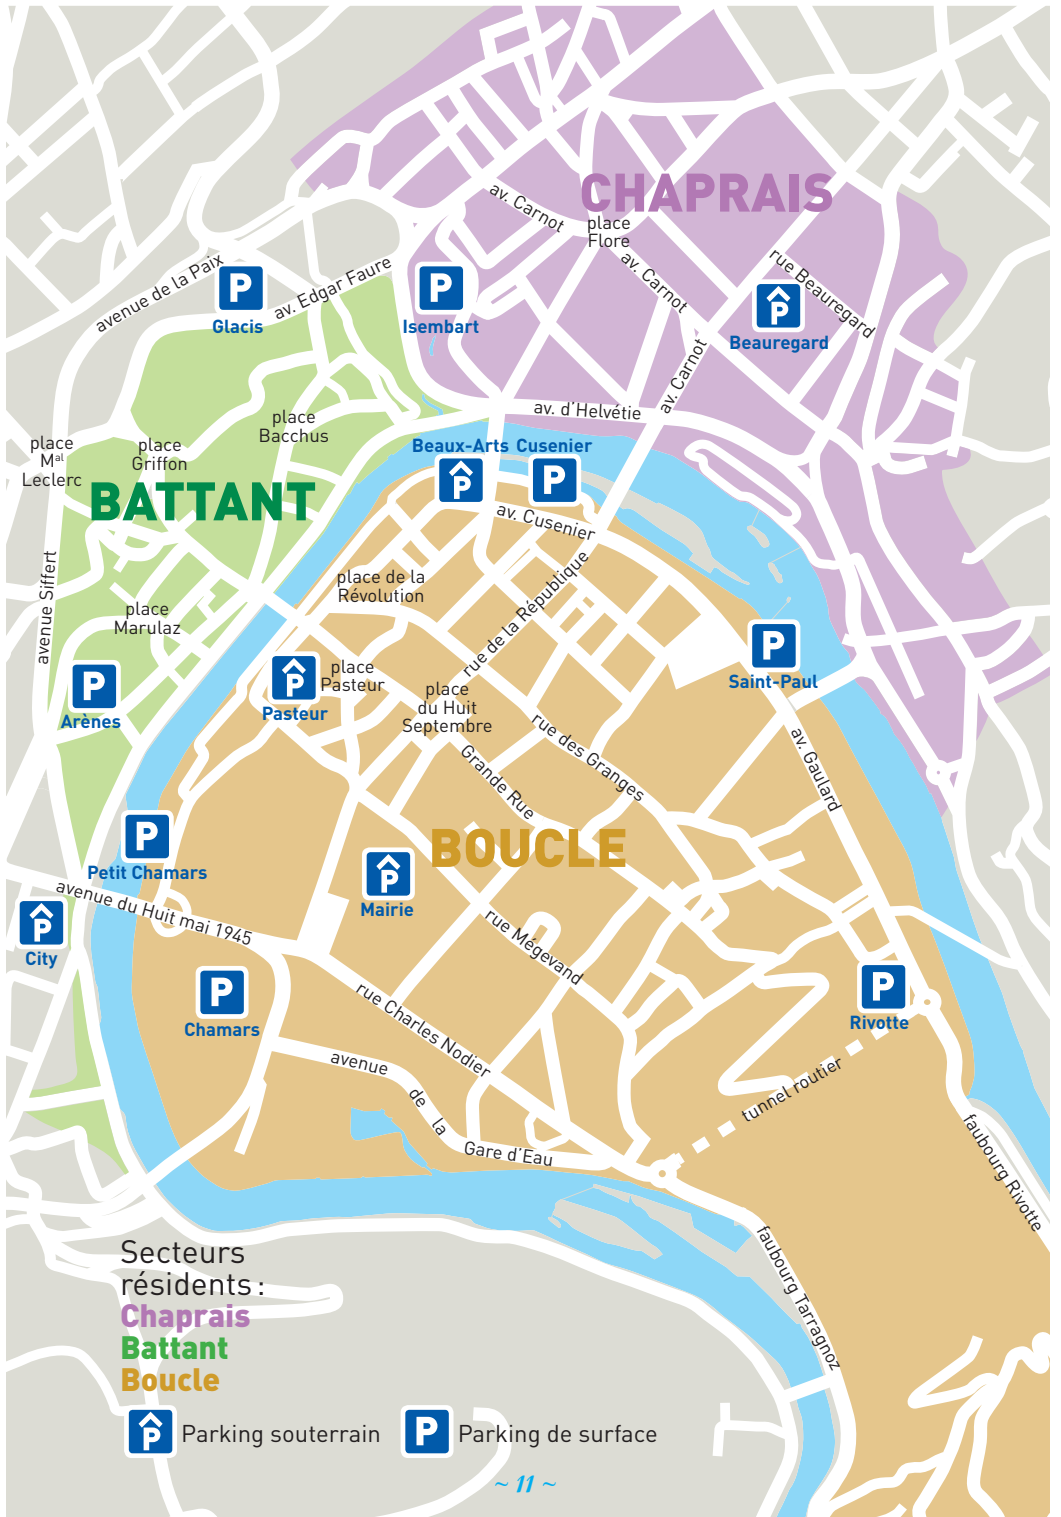 CHAPRAIS
av. Carnot
place
Flore
av. Carnot
rue Beauregard
avenue de la Paix
P
Glacis
av. Edgar Faure
P
Isembart
P
Beauregard
av. Carnot
av. d'Helvétie
place
Bacchus
place
Mal
Leclerc
place
Griffon
BATTANT
Beaux-Arts
P
Cusenier
P
av. Cusenier
avenue Siffert
place de la
Révolution
place
Marulaz
rue de la République
P
Arènes
P
Pasteur
place
Pasteur
place
du Huit
Septembre
P
Saint-Paul
rue des Granges
av. Gaulard
Grande Rue
P
Petit Chamars
BOUCLE
P
Mairie
avenue du Huit mai 1945
P
City
rue Mégevand
P
Chamars
P
Rivotte
rue Charles Nodier
avenue
de
la
Gare d'Eau
tunnel routier
faubourg Rivotte
faubourg Tarragnoz
Secteurs
résidents :
Chaprais
Battant
Boucle
P Parking souterrain P Parking de surface
~ 11 ~